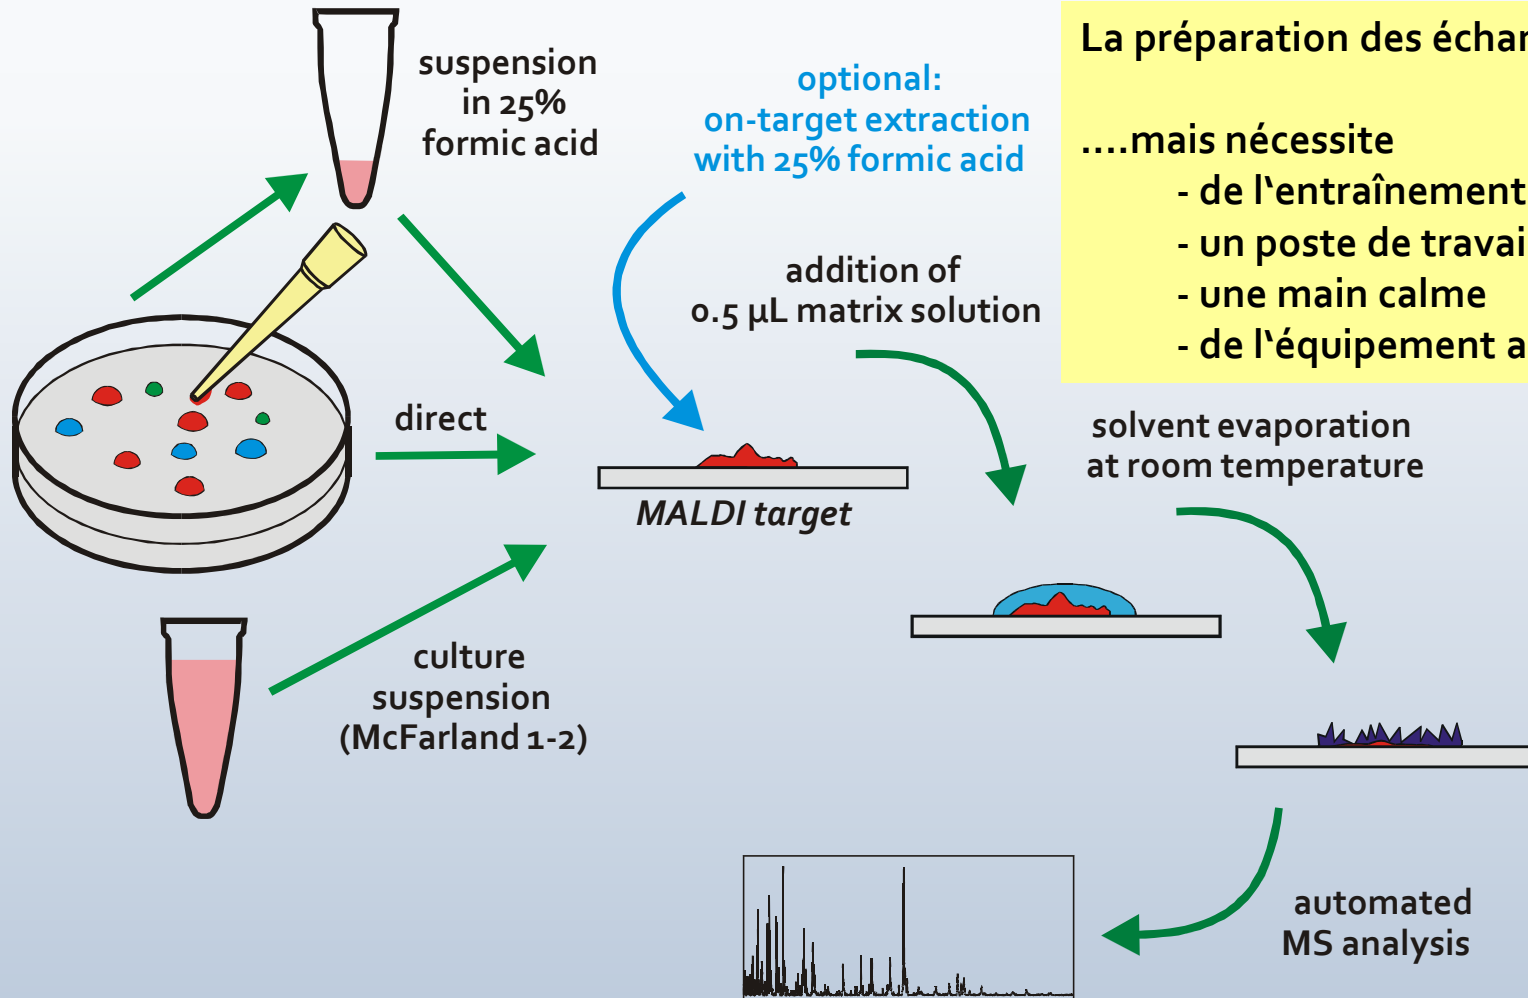 suspension
in 25%
formic acid
optional:
on-target extraction
with 25% formic acid
La préparation des
....mais nécessite
- de l‘entraînement
- un poste de
- une main calme
- de l‘équipement
addition of
0.5 µL matrix solution
direct
MALDI target
solvent evaporation
at room temperature
culture
suspension
(McFarland 1-2)
automated
MS analysis